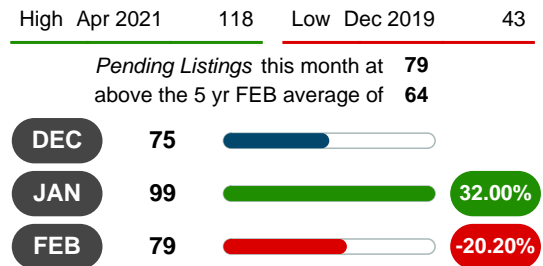 High Apr 2021 118 Low Dec 2019 43
Pending Listings this month at 79
above the 5 yr FEB average of 64
DEC 75
JAN 99 32.00%
FEB 79 -20.20%